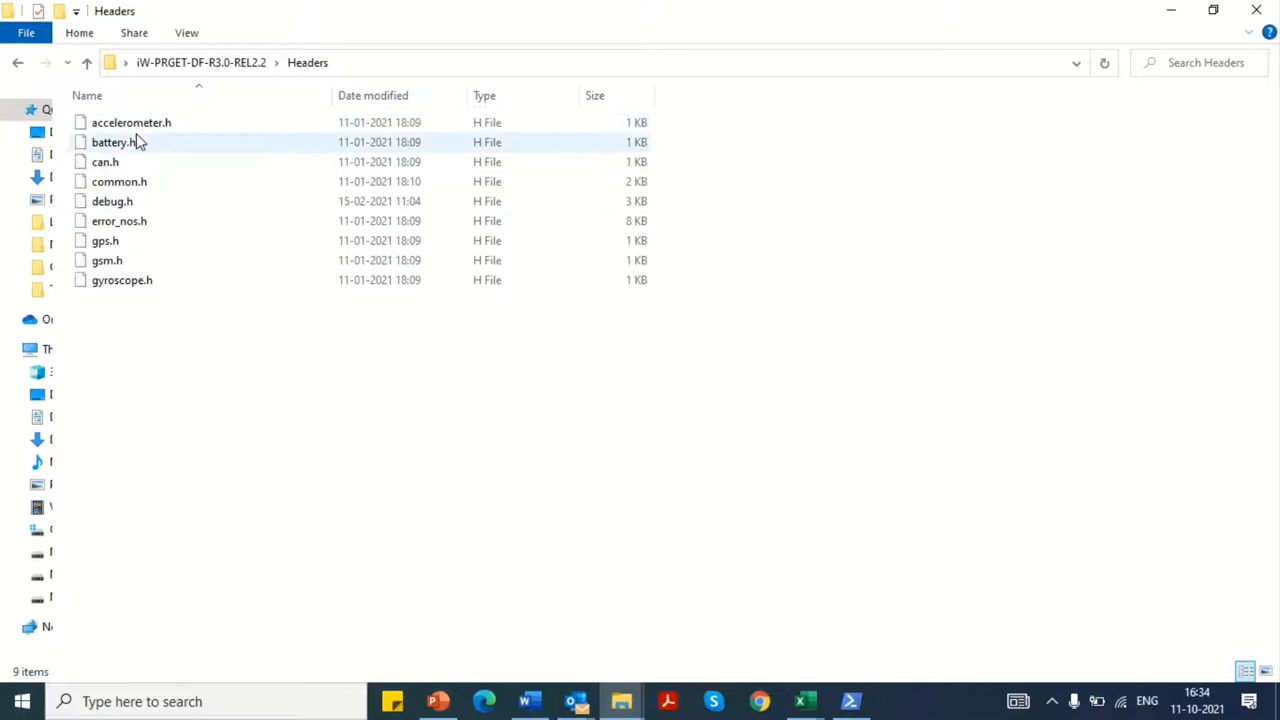 Headers
File Home Share View
iW-PRGET-DF-R3.0-REL2.2 Headers Search Headers
Name Date modified Type Size
accelerometer.h 11-01-2021 18:09 H File 1 KB
battery.h 11-01-2021 18:09 H File 1 KB
can.h 11-01-2021 18:09 H File 1 KB
common.h 11-01-2021 18:10 H File 2 KB
debug.h 15-02-2021 11:04 H File 3 KB
error_nos.h 11-01-2021 18:09 H File 8 KB
gps.h 11-01-2021 18:09 H File 1 KB
gsm.h 11-01-2021 18:09 H File 1 KB
gyroscope.h 11-01-2021 18:09 H File 1 KB
9 items
Type here to search ENG 16:34
11-10-2021